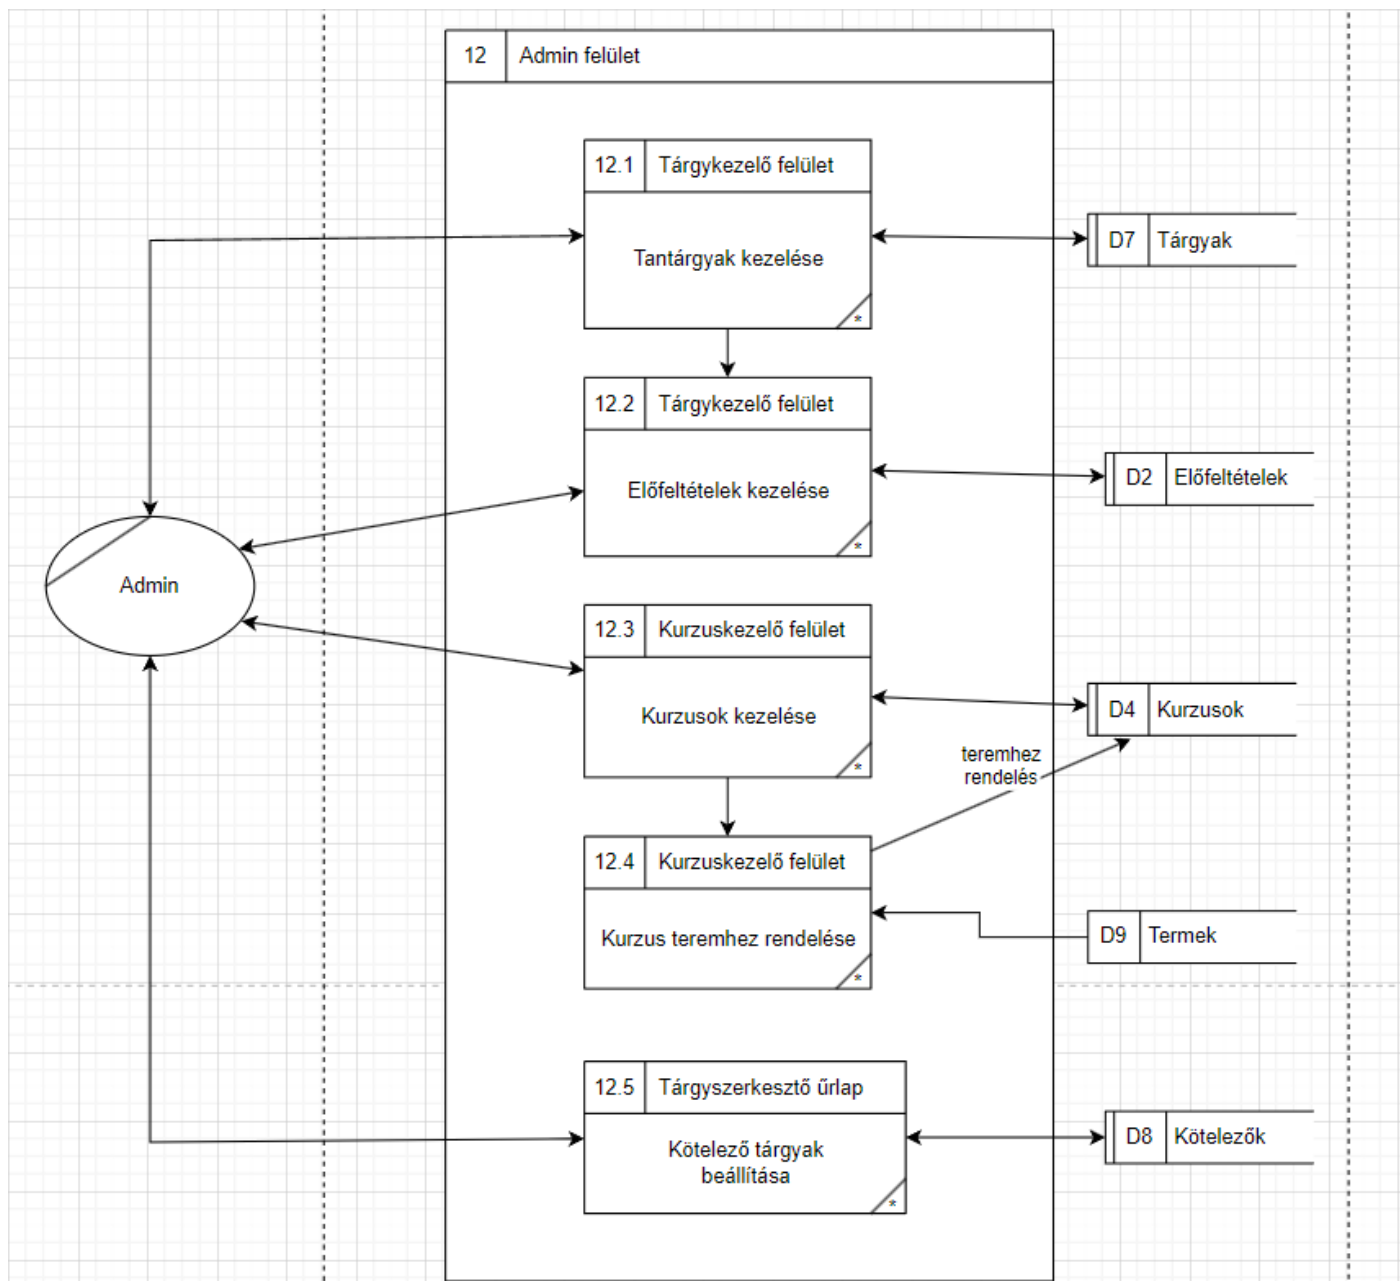 12 Admin felület
12.1 Tárgykezelő felület
Tantárgyak kezelése
*
D7 Tárgyak
12.2 Tárgykezelő felület
Előfeltételek kezelése
*
D2 Előfeltételek
Admin
12.3 Kurzuskezelő felület
Kurzusok kezelése
*
D4 Kurzusok
teremhez
rendelés
12.4 Kurzuskezelő felület
Kurzus teremhez rendelése
*
D9 Termek
12.5 Tárgyszerkesztő űrlap
Kötelező tárgyak
beállítása
*
D8 Kötelezők